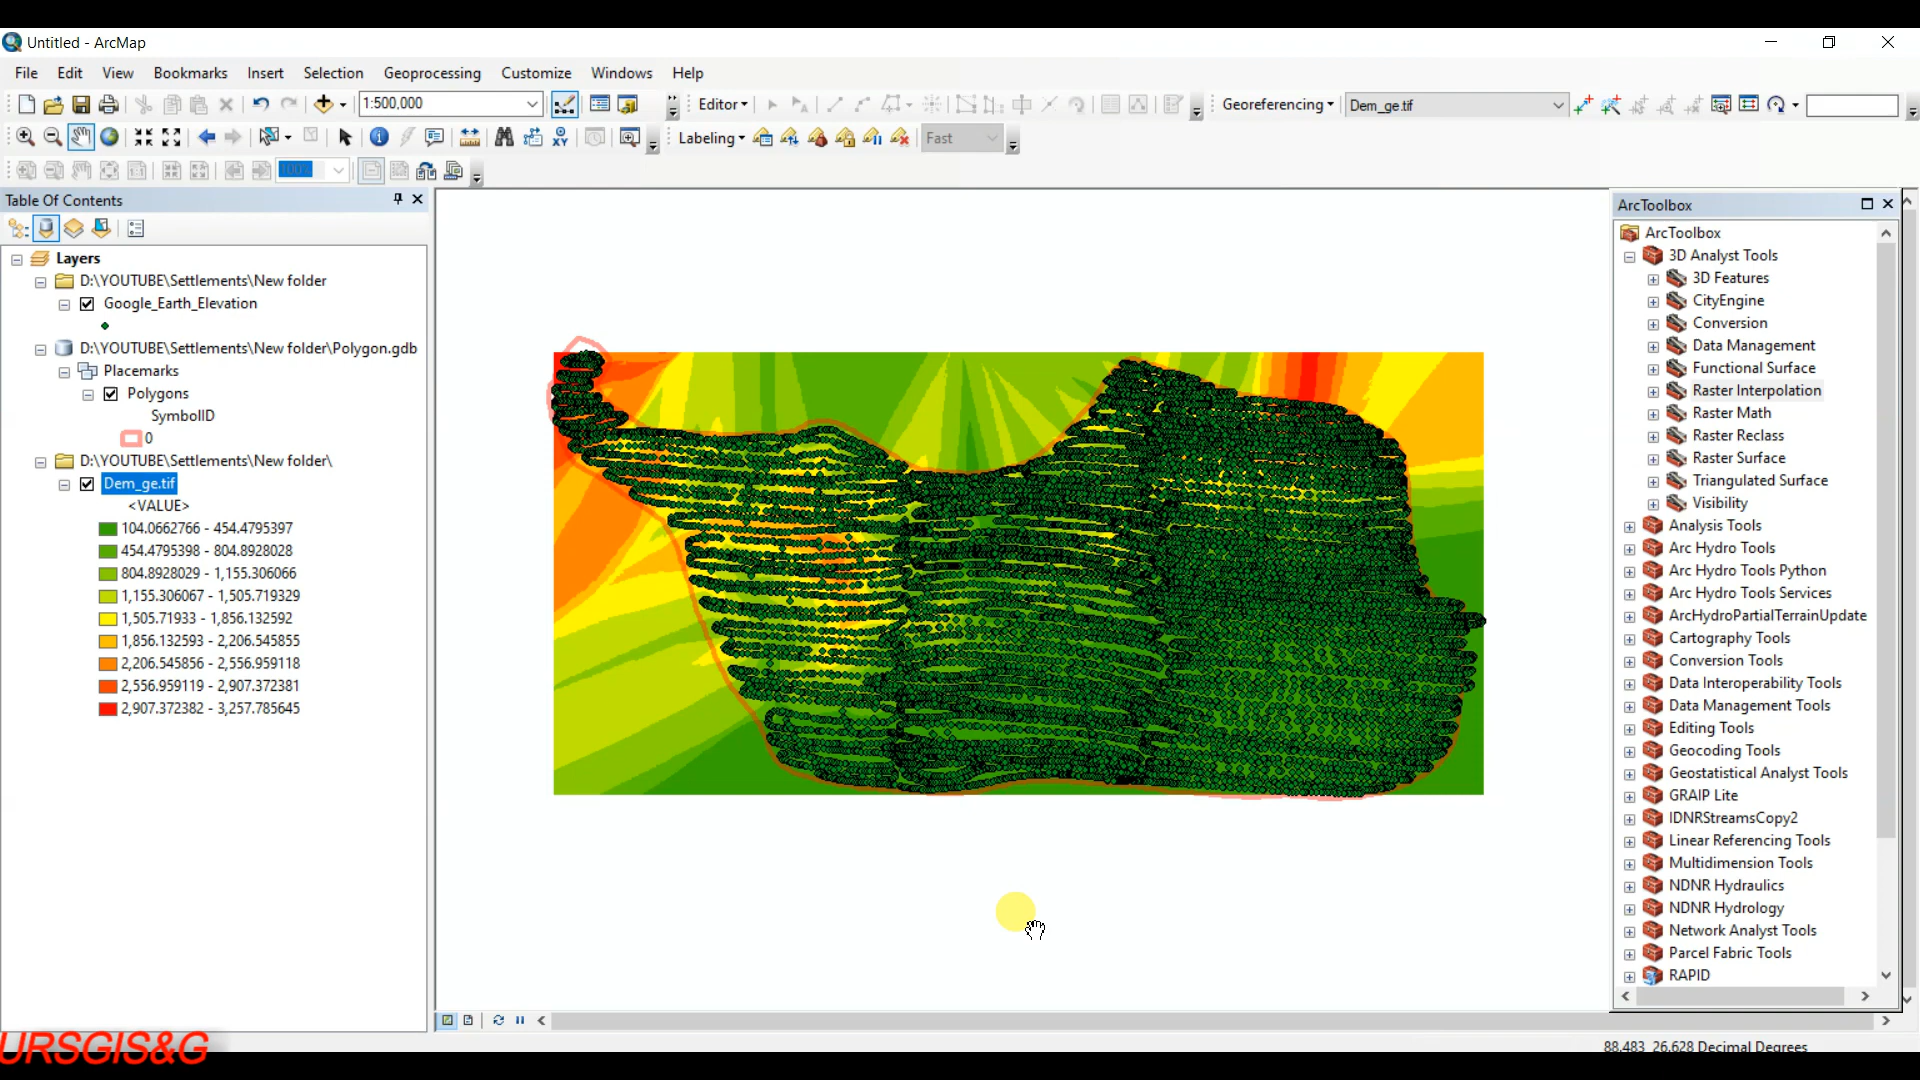 Untitled - ArcMap
File Edit View Bookmarks Insert Selection Geoprocessing Customize Windows Help
1:500,000 Editor Georeferencing Dem_ge.tif
Labeling Fast
100%
Table Of Contents
Layers
D:\YOUTUBE\Settlements\New folder
Google_Earth_Elevation
D:\YOUTUBE\Settlements\New folder\Polygon.gdb
Placemarks
Polygons
SymbolID
0
D:\YOUTUBE\Settlements\New folder\
Dem_ge.tif
<VALUE>
104.0662766 - 454.4795397
454.4795398 - 804.8928028
804.8928029 - 1,155.306066
1,155.306067 - 1,505.719329
1,505.71933 - 1,856.132592
1,856.132593 - 2,206.545855
2,206.545856 - 2,556.959118
2,556.959119 - 2,907.372381
2,907.372382 - 3,257.785645
ArcToolbox
ArcToolbox
3D Analyst Tools
3D Features
CityEngine
Conversion
Data Management
Functional Surface
Raster Interpolation
Raster Math
Raster Reclass
Raster Surface
Triangulated Surface
Visibility
Analysis Tools
Arc Hydro Tools
Arc Hydro Tools Python
Arc Hydro Tools Services
ArcHydroPartialTerrainUpdate
Cartography Tools
Conversion Tools
Data Interoperability Tools
Data Management Tools
Editing Tools
Geocoding Tools
Geostatistical Analyst Tools
GRAIP Lite
IDNRStreamsCopy2
Linear Referencing Tools
Multidimension Tools
NDNR Hydraulics
NDNR Hydrology
Network Analyst Tools
Parcel Fabric Tools
RAPID
URSGIS&G
88.483 26.628 Decimal Degrees